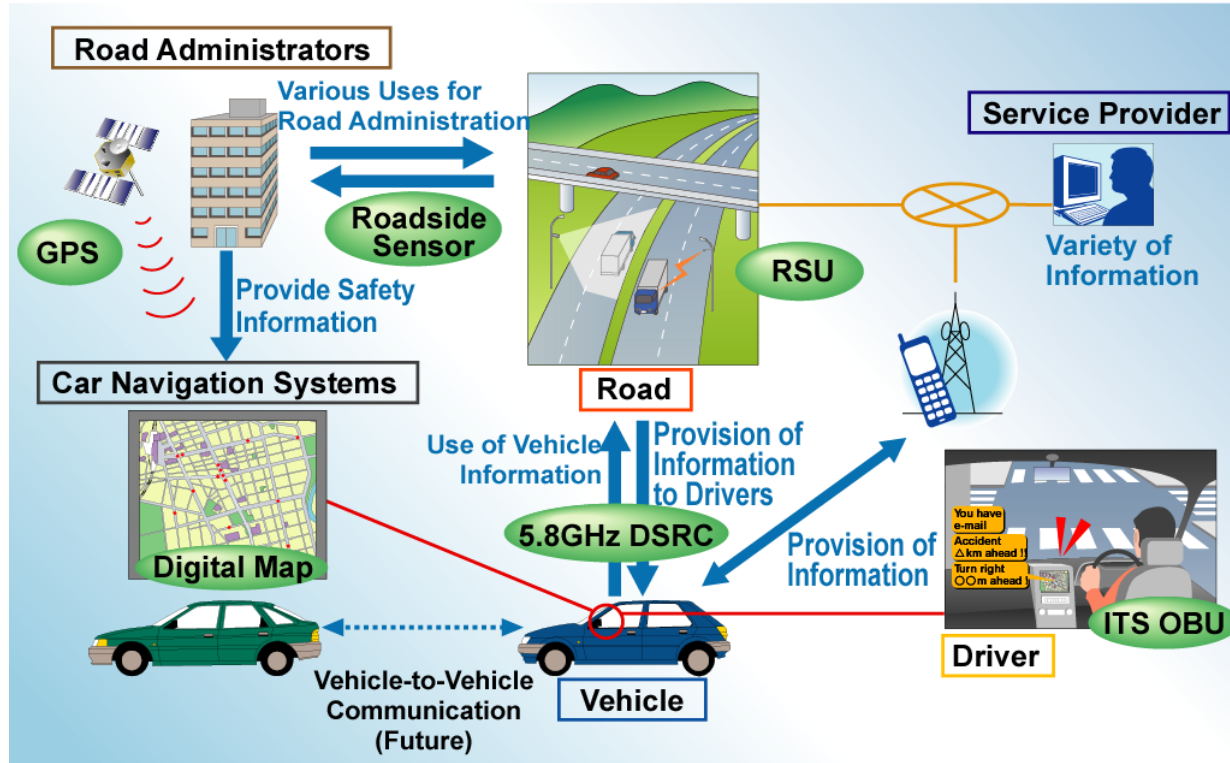 Road Administrators
Various Uses for
Road Administration
Service Provider
GPS
Roadside
Sensor
RSU
Variety of
Information
Provide Safety
Information
Car Navigation Systems
Road
Use of Vehicle
Information
Provision of
Information
to Drivers
You have
e-mail
Accident
△km ahead !!
Turn right
○○m ahead !
5.8GHz DSRC
Provision of
Information
Digital Map
ITS OBU
Driver
Vehicle-to-Vehicle
Communication
(Future)
Vehicle